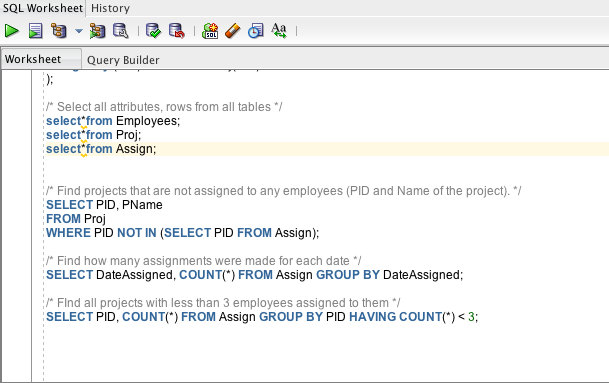 SQL Worksheet History
Worksheet Query Builder
);
/* Select all attributes, rows from all tables */
select*from Employees;
select*from Proj;
select*from Assign;
/* Find projects that are not assigned to any employees (PID and Name of the project). */
SELECT PID, PName
FROM Proj
WHERE PID NOT IN (SELECT PID FROM Assign);
/* Find how many assignments were made for each date */
SELECT DateAssigned, COUNT(*) FROM Assign GROUP BY DateAssigned;
/* FInd all projects with less than 3 employees assigned to them */
SELECT PID, COUNT(*) FROM Assign GROUP BY PID HAVING COUNT(*) < 3;